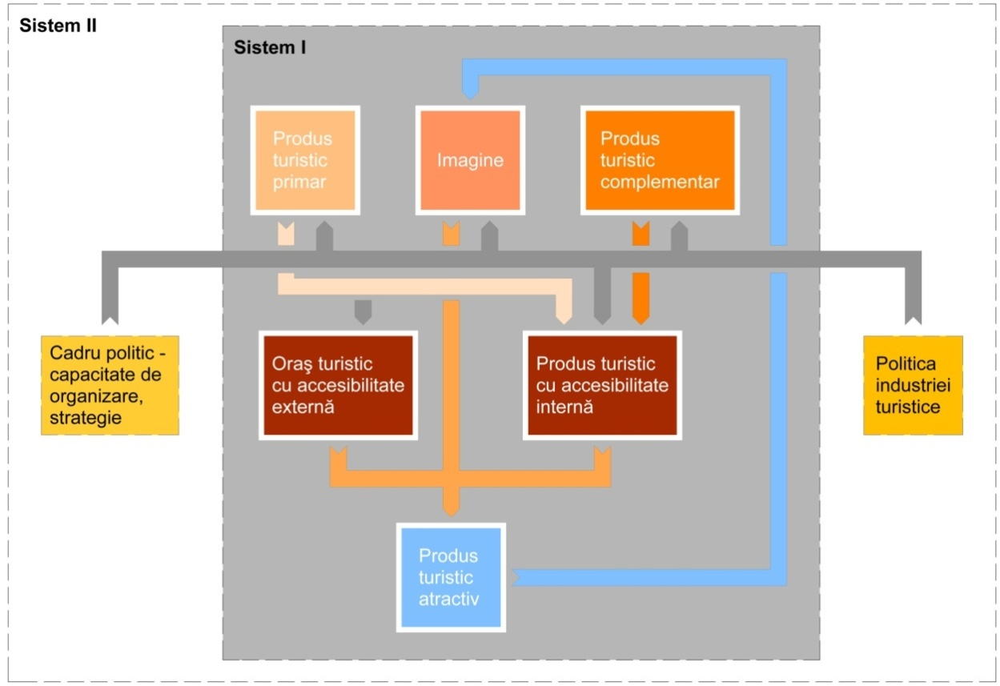 Sistem II
Sistem I
Produs
turistic
primar
Imagine
Produs
turistic
complementar
Cadru politic -
capacitate de
organizare,
strategie
Oraş turistic
cu accesibilitate
externă
Produs turistic
cu accesibilitate
internă
Politica
industriei
turistice
Produs
turistic
atractiv